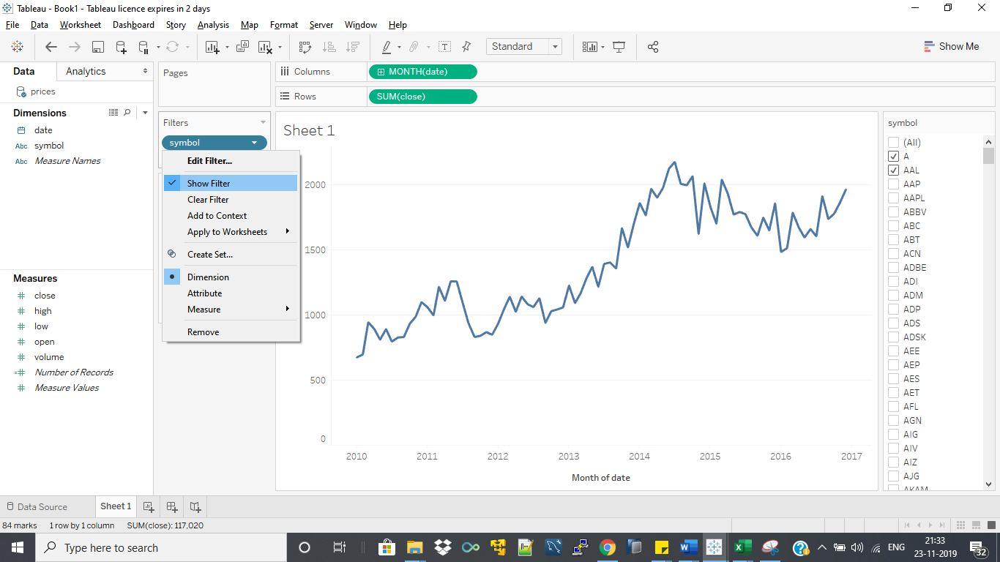 Tableau - Book1 - Tableau licence expires in 2 days
File Data Worksheet Dashboard Story Analysis Map Format Server Window Help
Standard
Show Me
Data Analytics
prices
Dimensions
date
Abc symbol
Abc Measure Names
Measures
close
high
low
open
volume
Number of Records
Measure Values
Pages
Filters
symbol
Edit Filter...
Show Filter
Clear Filter
Add to Context
Apply to Worksheets
Create Set...
Dimension
Attribute
Measure
Remove
Columns MONTH(date)
Rows SUM(close)
Sheet 1
2000
1500
1000
500
0
2010 2011 2012 2013 2014 2015 2016 2017
Month of date
symbol
(All)
A
AAL
AAP
AAPL
ABBV
ABC
ABT
ACN
ADBE
ADI
ADM
ADP
ADS
ADSK
AEE
AEP
AES
AET
AFL
AGN
AIG
AIV
AIZ
AJG
AKAM
Data Source Sheet 1
84 marks 1 row by 1 column SUM(close): 117,020
Type here to search
ENG
21:33
23-11-2019
32